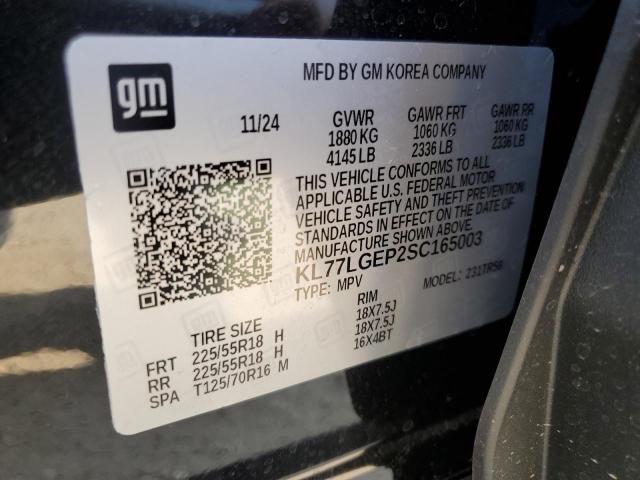 gm
MFD BY GM KOREA COMPANY
11/24
GVWR GAWR FRT GAWR RR
1880 KG 1060 KG 1060 KG
4145 LB 2336 LB 2336 LB
THIS VEHICLE CONFORMS TO ALL
APPLICABLE U.S. FEDERAL MOTOR
VEHICLE SAFETY AND THEFT PREVENTION
STANDARDS IN EFFECT ON THE DATE OF
MANUFACTURE SHOWN ABOVE.
KL77LGEP2SC165003
TYPE: MPV MODEL: 231TR56
TIRE SIZE RIM
FRT 225/55R18 H 18X7.5J
RR 225/55R18 H 18X7.5J
SPA T125/70R16 M 16X4BT